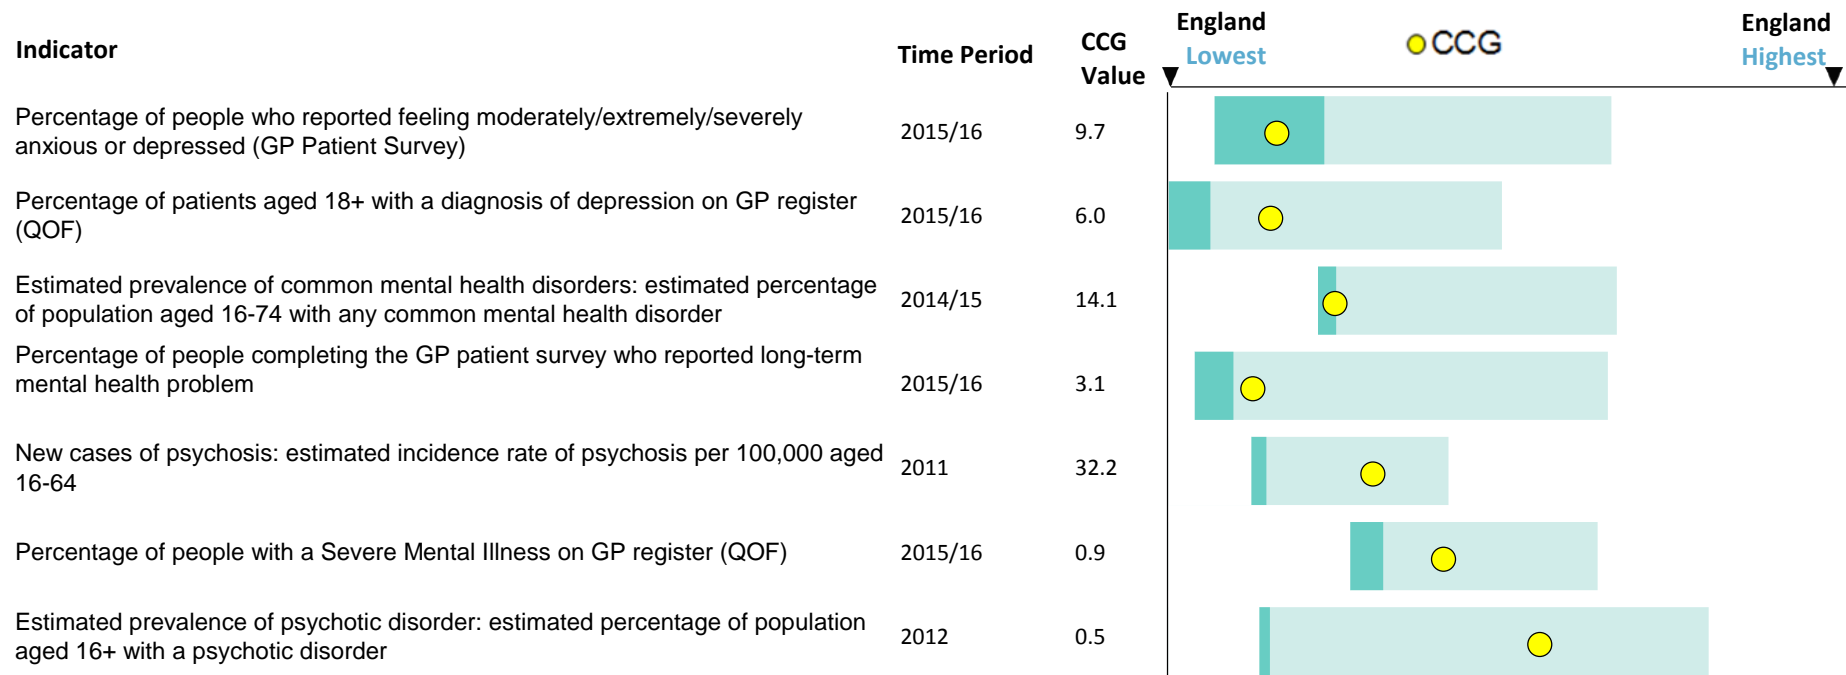 Indicator
Time Period
CCG
Value
England
Lowest
CCG
England
Highest
Percentage of people who reported feeling moderately/extremely/severely
anxious or depressed (GP Patient Survey)
2015/16
9.7
Percentage of patients aged 18+ with a diagnosis of depression on GP register
(QOF)
2015/16
6.0
Estimated prevalence of common mental health disorders: estimated percentage
of population aged 16-74 with any common mental health disorder
2014/15
14.1
Percentage of people completing the GP patient survey who reported long-term
mental health problem
2015/16
3.1
New cases of psychosis: estimated incidence rate of psychosis per 100,000 aged
16-64
2011
32.2
Percentage of people with a Severe Mental Illness on GP register (QOF)
2015/16
0.9
Estimated prevalence of psychotic disorder: estimated percentage of population
aged 16+ with a psychotic disorder
2012
0.5